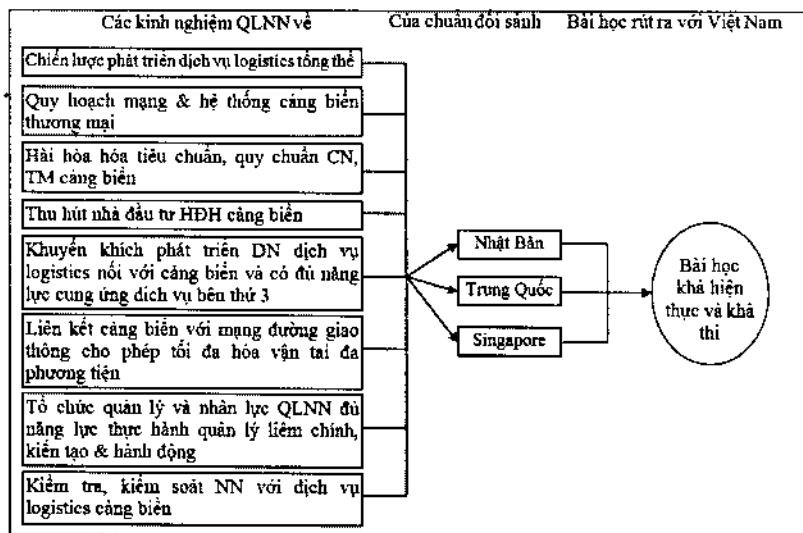 Các kinh nghiệm QLNN về
Của chuẩn đối sánh
Bài học rút ra với Việt Nam
Chiến lược phát triển dịch vụ logistics tổng thể
Quy hoạch mạng & hệ thống cảng biển
thương mại
Hài hòa hóa tiêu chuẩn, quy chuẩn CN,
TM cảng biển
Thu hút nhà đầu tư HĐH cảng biển
Khuyến khích phát triển DN dịch vụ
logistics nối với cảng biển và có đủ năng
lực cung ứng dich vụ bên thứ 3
Liên kết cảng biển với mạng đường giao
thông cho phép tối đa hóa vận tai đa
phương tiện
Tổ chức quản lý và nhân lực QLNN đủ
năng lực thực hành quản lý liêm chính,
kiến tạo & hành động
Kiểm tra, kiểm soát NN với dịch vụ
logistics cảng biển
Nhật Bản
Trung Quốc
Singapore
Bài học
khả hiện
thực và khả
thi